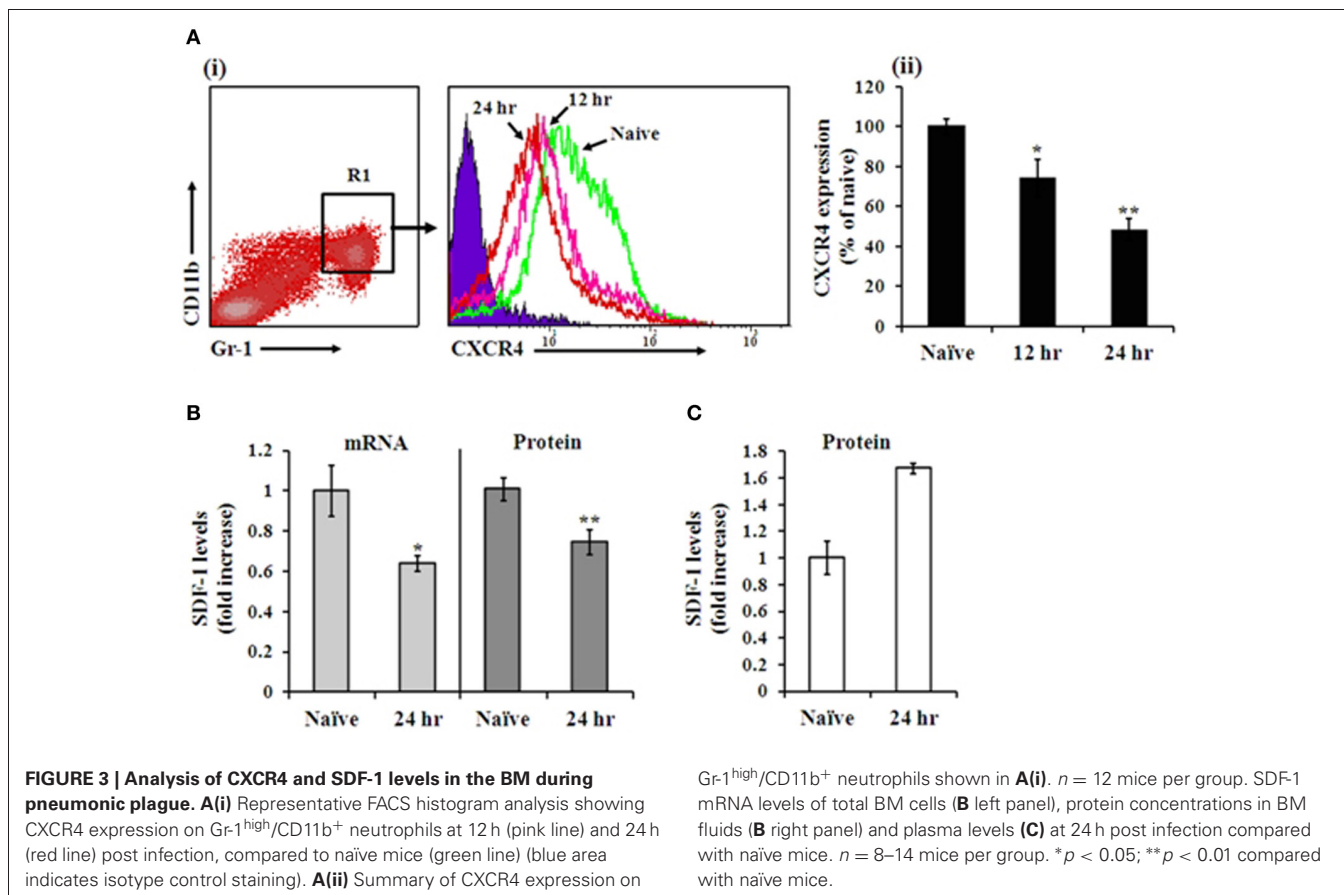 A
(i)
R1
CD11b
Gr-1
24 hr
12 hr
Naive
CXCR4
(ii)
CXCR4 expression
(% of naive)
120
100
80
60
40
20
0
*
**
Naïve 12 hr 24 hr
B
mRNA Protein
SDF-1 levels
(fold increase)
1.2
1
0.8
0.6
0.4
0.2
0
*
**
Naïve 24 hr Naïve 24 hr
C
Protein
SDF-1 levels
(fold increase)
1.8
1.6
1.4
1.2
1
0.8
0.6
0.4
0.2
0
Naïve 24 hr
FIGURE 3 | Analysis of CXCR4 and SDF-1 levels in the BM during
pneumonic plague. A(i) Representative FACS histogram analysis showing
CXCR4 expression on Gr-1high/CD11b+ neutrophils at 12 h (pink line) and 24 h
(red line) post infection, compared to naïve mice (green line) (blue area
indicates isotype control staining). A(ii) Summary of CXCR4 expression on
Gr-1high/CD11b+ neutrophils shown in A(i). n = 12 mice per group. SDF-1
mRNA levels of total BM cells (B left panel), protein concentrations in BM
fluids (B right panel) and plasma levels (C) at 24 h post infection compared
with naïve mice. n = 8–14 mice per group. *p < 0.05; **p < 0.01 compared
with naïve mice.